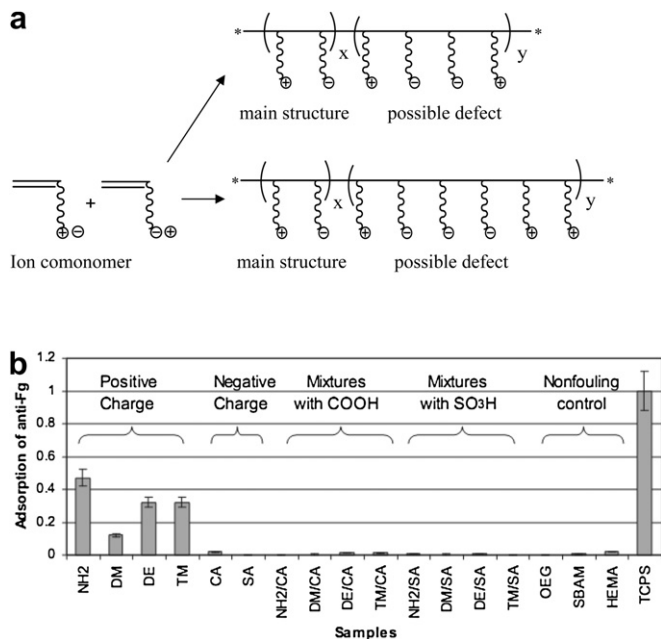 a
* ( ) x ( ) y *
⊕ ⊖ ⊕ ⊖ ⊖ ⊕
main structure possible defect
+
* ( ) x ( ) y *
⊕⊖ ⊖⊕ ⊕ ⊖ ⊕ ⊖ ⊖ ⊖ ⊕ ⊕
Ion comonomer main structure possible defect
b
Adsorption of anti-Fg
1.2
1
0.8
0.6
0.4
0.2
0
Positive Charge
Negative Charge
Mixtures with COOH
Mixtures with SO3H
Nonfouling control
NH2
DM
DE
TM
CA
SA
NH2/CA
DM/CA
DE/CA
TM/CA
NH2/SA
DM/SA
DE/SA
TM/SA
OEG
SBAM
HEMA
TCPS
Samples